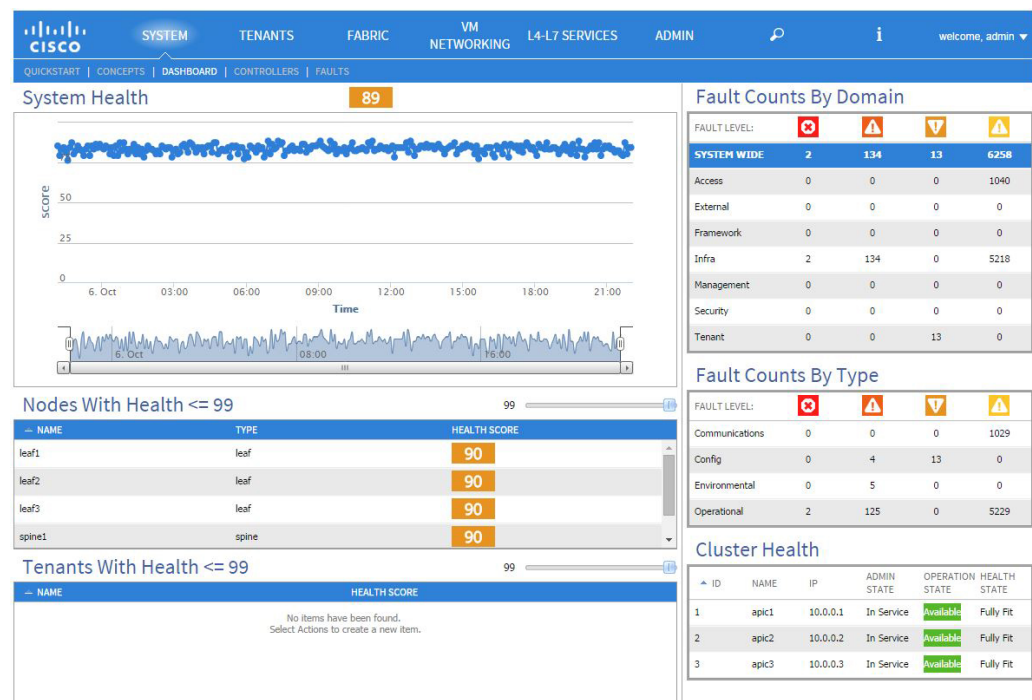 CISCO
SYSTEM TENANTS FABRIC VM NETWORKING L4-L7 SERVICES ADMIN i welcome, admin
QUICKSTART | CONCEPTS | DASHBOARD | CONTROLLERS | FAULTS
System Health 89
score
50
25
0
6. Oct 03:00 06:00 09:00 12:00 15:00 18:00 21:00
Time
6. Oct 08:00 16:00
Nodes With Health <= 99 99
NAME TYPE HEALTH SCORE
leaf1 leaf 90
leaf2 leaf 90
leaf3 leaf 90
spine1 spine 90
Tenants With Health <= 99 99
NAME HEALTH SCORE
No items have been found.
Select Actions to create a new item.
Fault Counts By Domain
FAULT LEVEL:
SYSTEM WIDE 2 134 13 6258
Access 0 0 0 1040
External 0 0 0 0
Framework 0 0 0 0
Infra 2 134 0 5218
Management 0 0 0 0
Security 0 0 0 0
Tenant 0 0 13 0
Fault Counts By Type
FAULT LEVEL:
Communications 0 0 0 1029
Config 0 4 13 0
Environmental 0 5 0 0
Operational 2 125 0 5229
Cluster Health
ID NAME IP ADMIN STATE OPERATION STATE HEALTH STATE
1 apic1 10.0.0.1 In Service Available Fully Fit
2 apic2 10.0.0.2 In Service Available Fully Fit
3 apic3 10.0.0.3 In Service Available Fully Fit